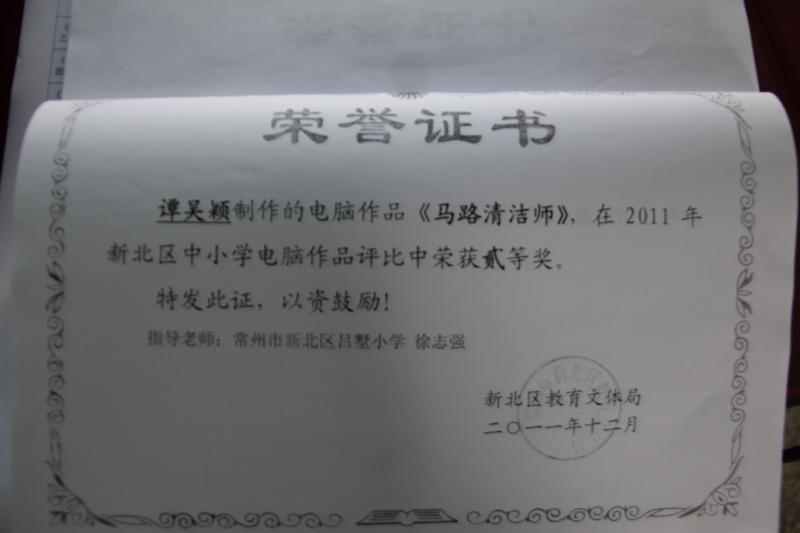 荣誉证书
谭吴颖制作的电脑作品《马路清洁师》，在 2011 年
新北区中小学电脑作品评比中荣获贰等奖。
特发此证，以资鼓励！
指导老师：常州市新北区吕墅小学 徐志强
新北区教育文体局
二〇一一年十二月